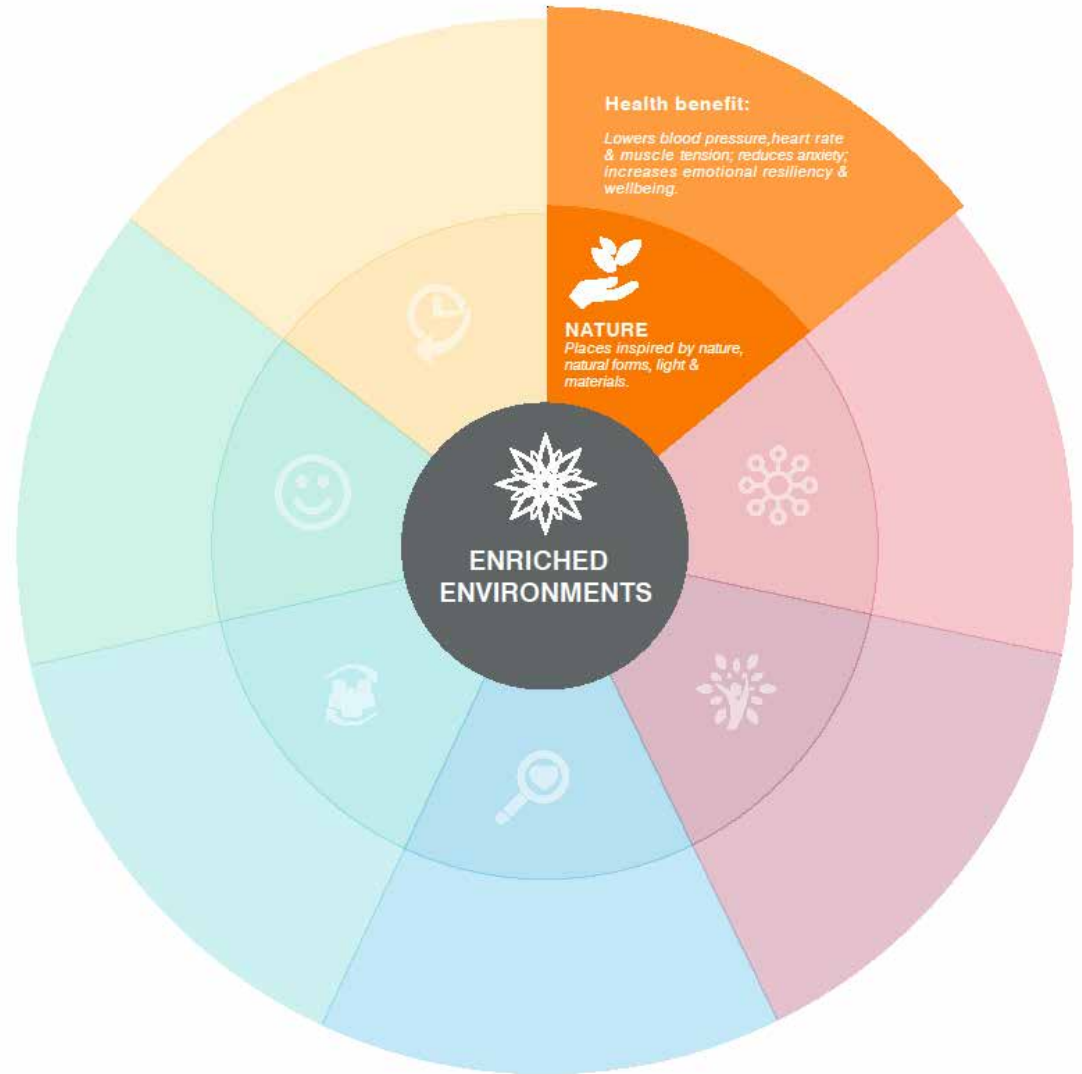 Health benefit:
Lowers blood pressure,heart rate
& muscle tension; reduces anxiety;
increases emotional resiliency &
wellbeing.
NATURE
Places inspired by nature,
natural forms, light &
materials.
ENRICHED
ENVIRONMENTS